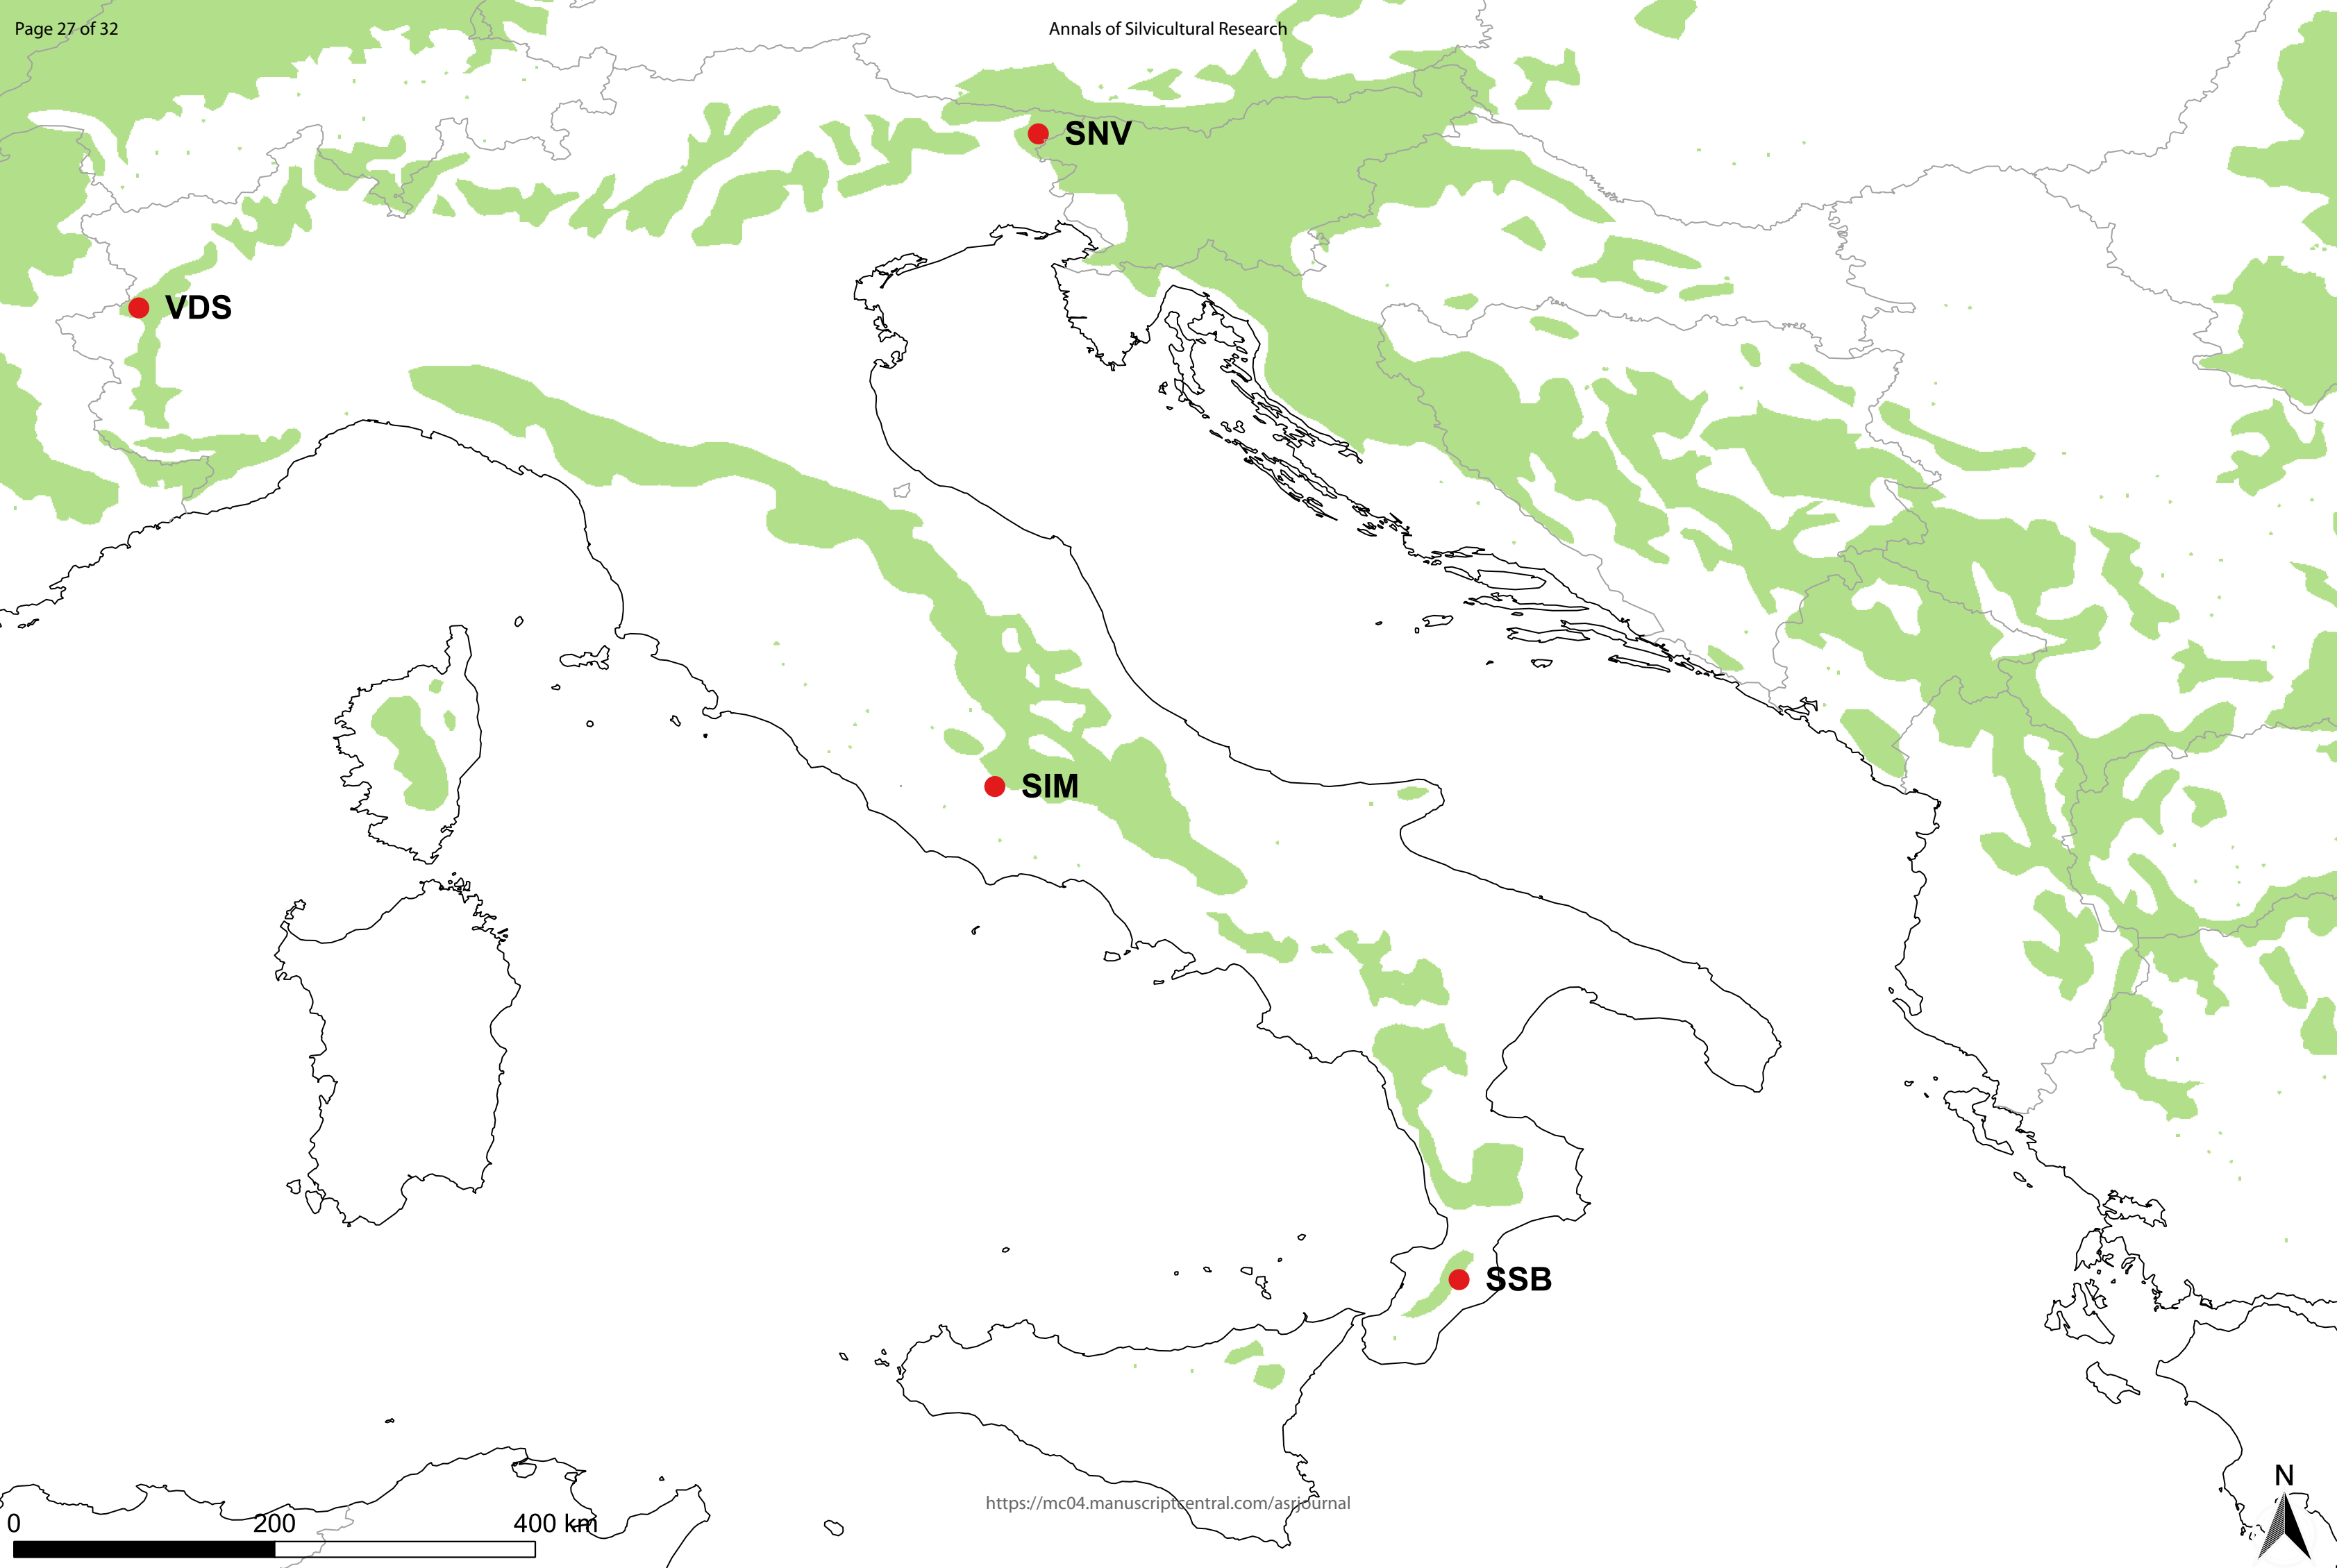 Page 27 of 32
Annals of Silvicultural Research
SNV
VDS
SIM
SSB
N
https://mc04.manuscriptcentral.com/asrjournal
0 200 400 km